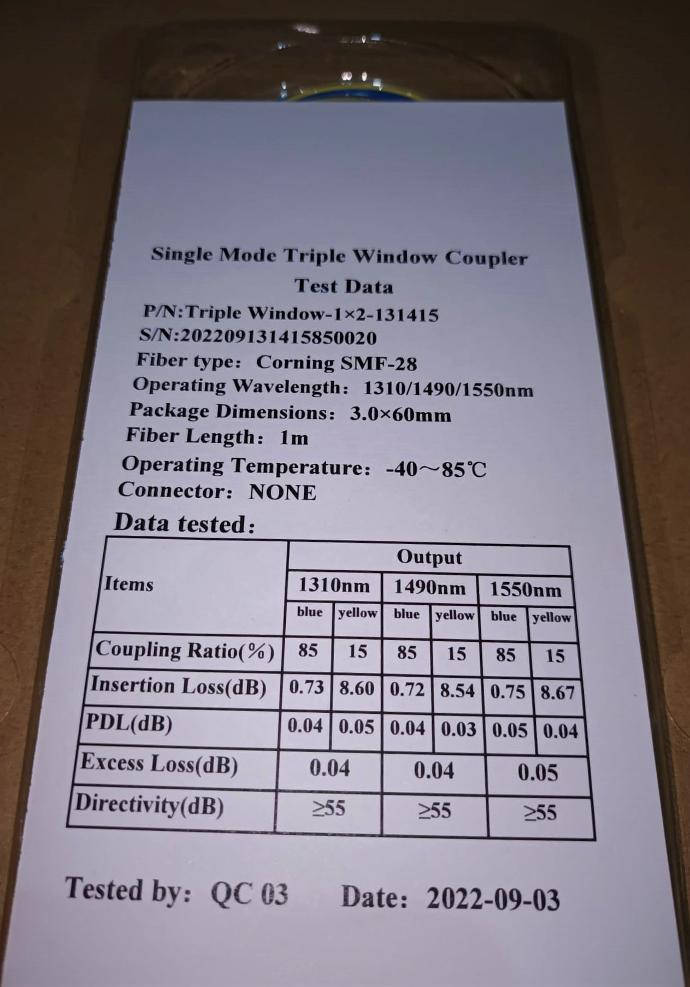 Single Mode Triple Window Coupler
Test Data
P/N:Triple Window-1×2-131415
S/N:202209131415850020
Fiber type： Corning SMF-28
Operating Wavelength： 1310/1490/1550nm
Package Dimensions： 3.0×60mm
Fiber Length： 1m
Operating Temperature： -40～85℃
Connector： NONE
Data tested：
Output
Items 1310nm 1490nm 1550nm
blue yellow blue yellow blue yellow
Coupling Ratio(%) 85 15 85 15 85 15
Insertion Loss(dB) 0.73 8.60 0.72 8.54 0.75 8.67
PDL(dB) 0.04 0.05 0.04 0.03 0.05 0.04
Excess Loss(dB) 0.04 0.04 0.05
Directivity(dB) ≥55 ≥55 ≥55
Tested by： QC 03 Date： 2022-09-03